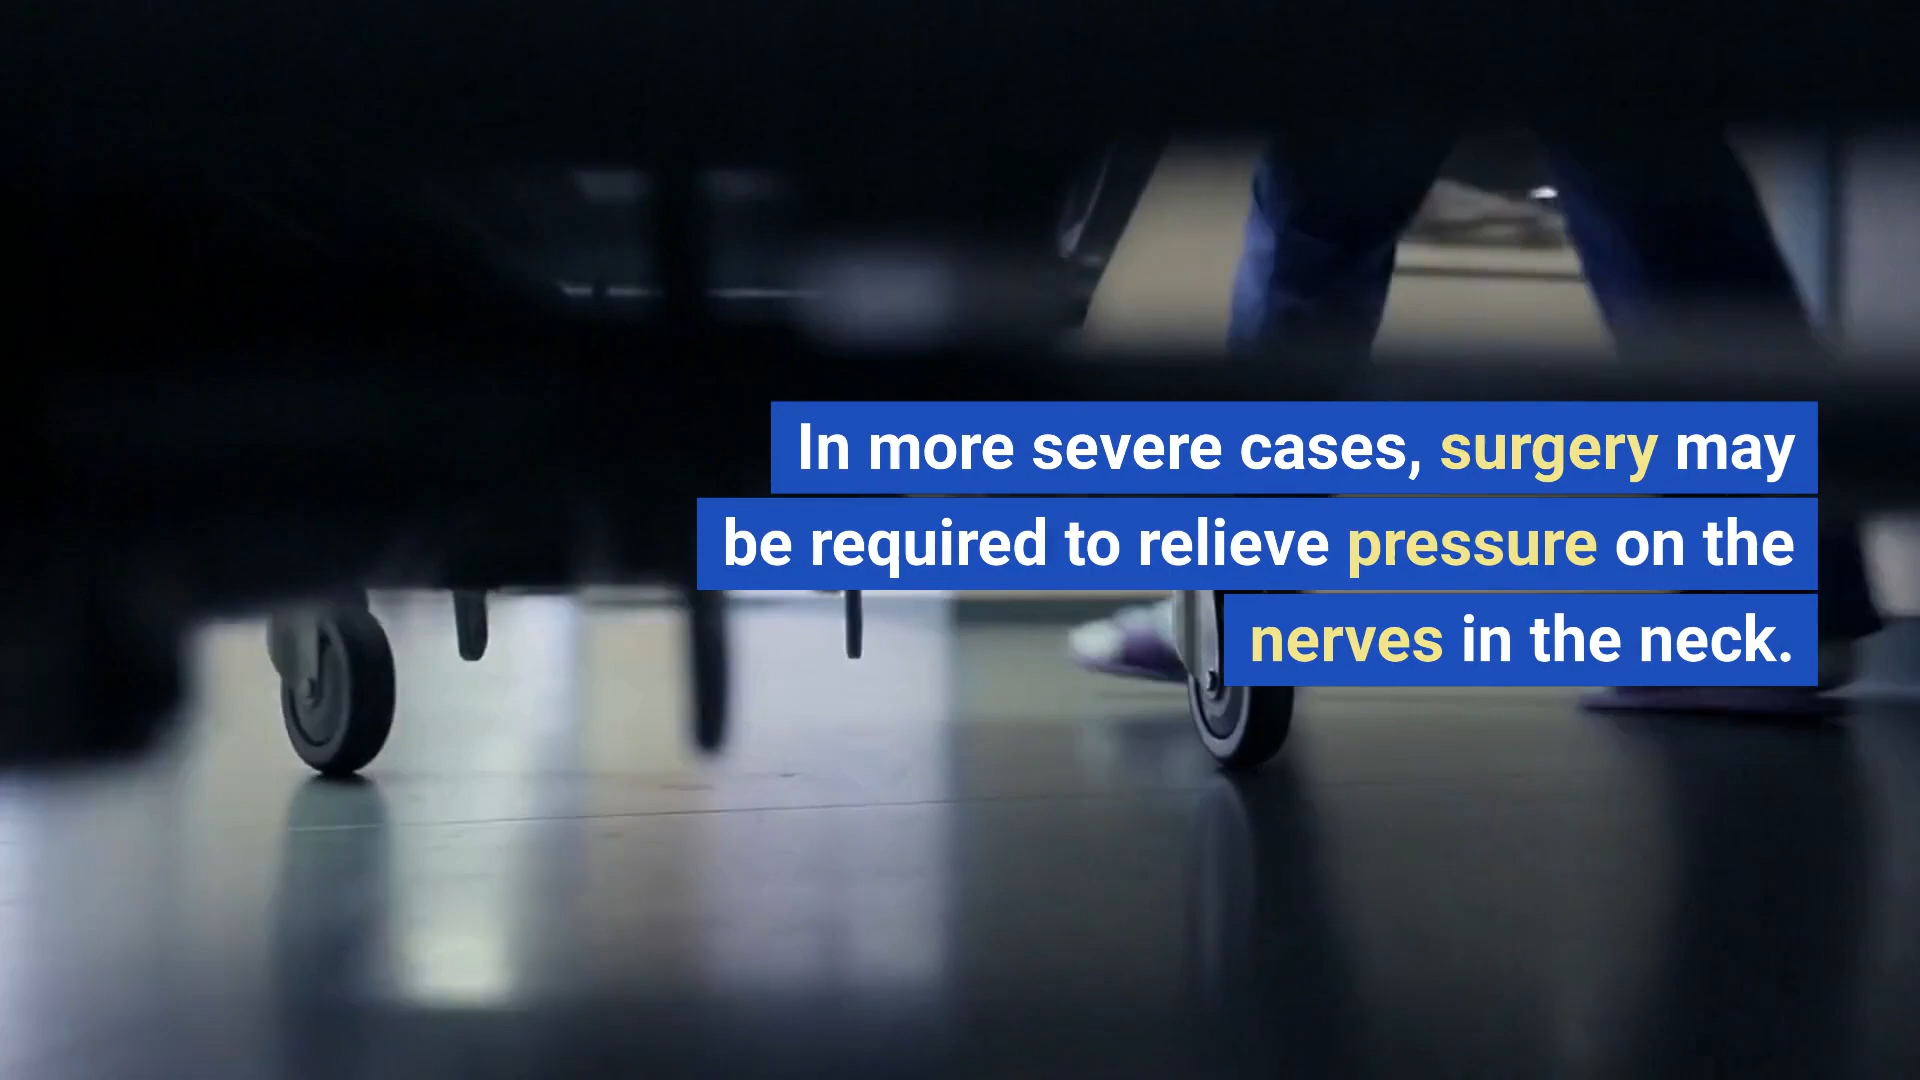 In more severe cases, surgery may
be required to relieve pressure on the
nerves in the neck.